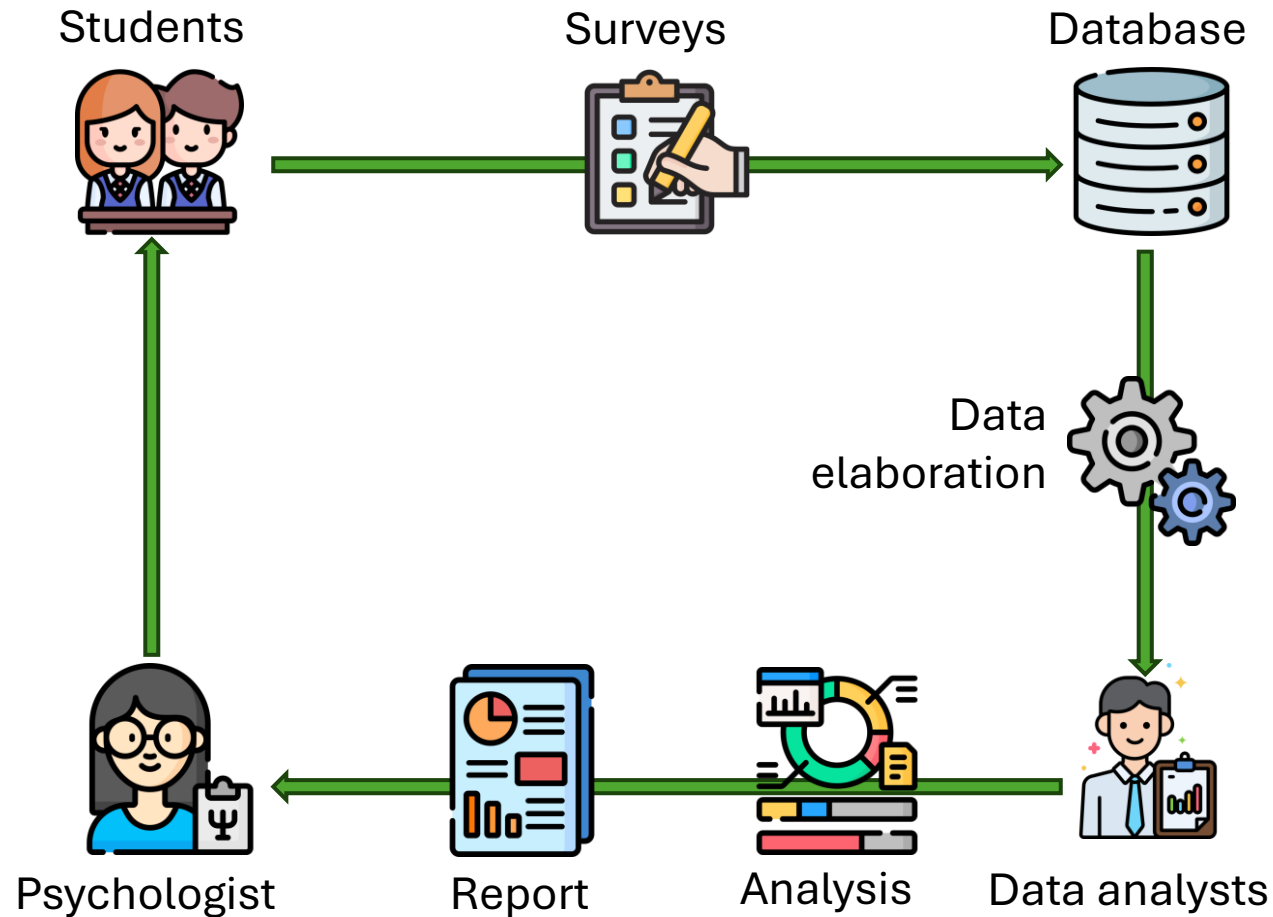 Students
Surveys
Database
Data
elaboration
Psychologist
Report
Analysis
Data analysts